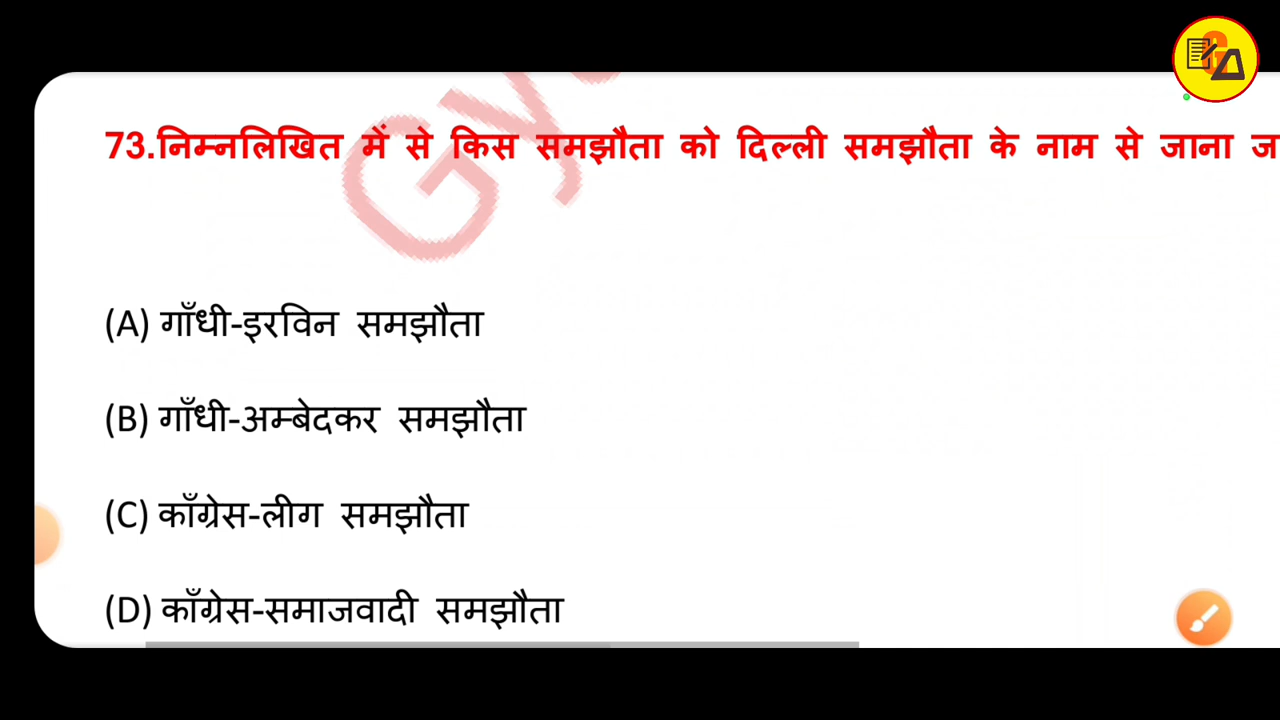 73.निम्नलिखित में से किस समझौता को दिल्ली समझौता के नाम से जाना ज
(A) गाँधी-इरविन समझौता
(B) गाँधी-अम्बेदकर समझौता
(C) काँग्रेस-लीग समझौता
(D) काँग्रेस-समाजवादी समझौता